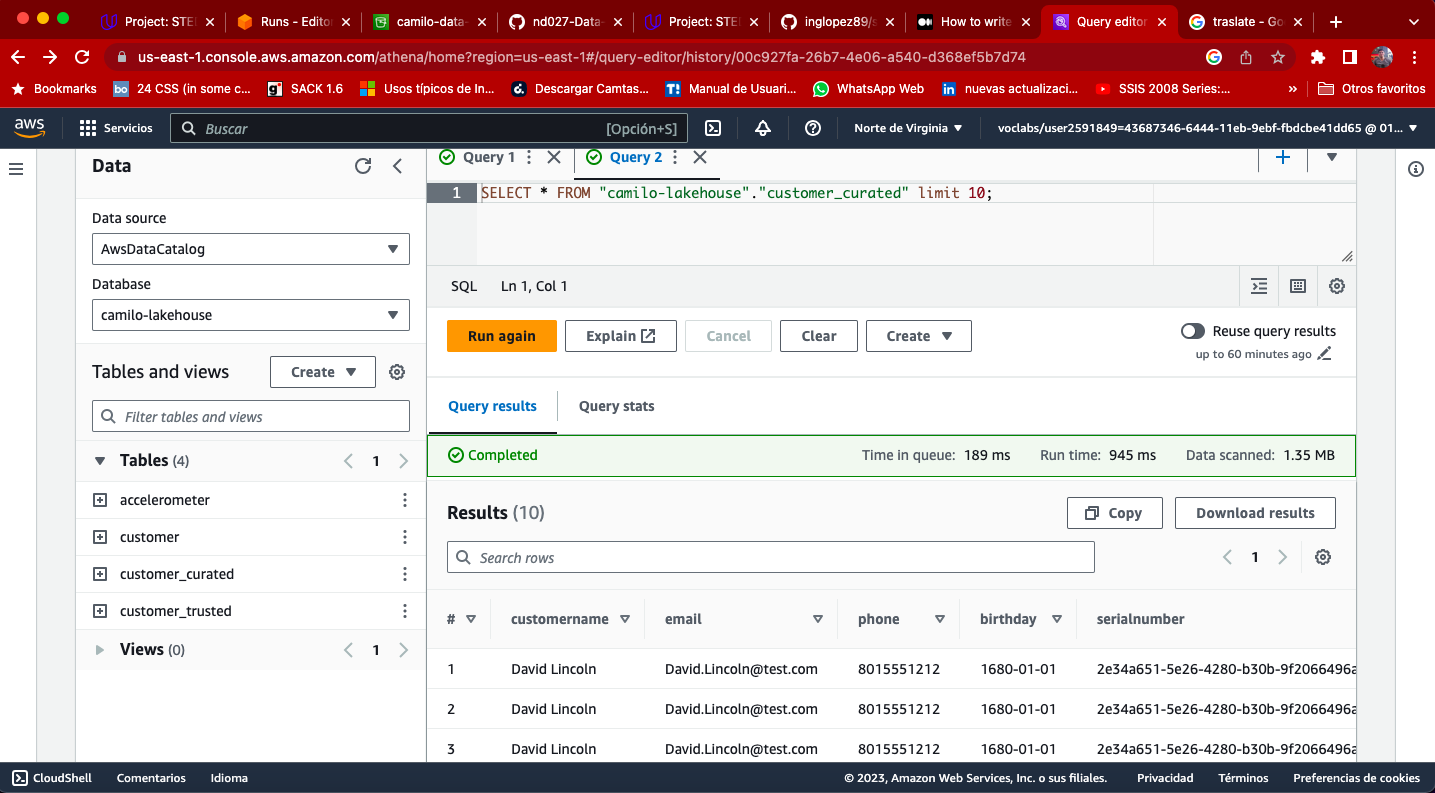 Project: STE
Runs - Editor
camilo-data-
nd027-Data-
Project: STE
inglopez89/s
How to write
Query editor
traslate - Go
us-east-1.console.aws.amazon.com/athena/home?region=us-east-1#/query-editor/history/00c927fa-26b7-4e06-a540-d368ef5b7d74
Bookmarks
bo 24 CSS (in some c...
SACK 1.6
Usos típicos de In...
Descargar Camtas...
T! Manual de Usuari...
WhatsApp Web
in nuevas actualizaci...
SSIS 2008 Series:...
»
Otros favoritos
aws
Servicios
Buscar
[Opción+S]
Norte de Virginia
voclabs/user2591849=43687346-6444-11eb-9ebf-fbdcbe41dd65 @ 01...
Data
Data source
AwsDataCatalog
Database
camilo-lakehouse
Tables and views
Create
Filter tables and views
Tables (4)
1
accelerometer
customer
customer_curated
customer_trusted
Views (0)
1
Query 1
Query 2
1 SELECT * FROM "camilo-lakehouse"."customer_curated" limit 10;
SQL Ln 1, Col 1
Run again
Explain
Cancel
Clear
Create
Reuse query results
up to 60 minutes ago
Query results
Query stats
Completed
Time in queue: 189 ms Run time: 945 ms Data scanned: 1.35 MB
Results (10)
Copy
Download results
Search rows
1
# customername email phone birthday serialnumber
1 David Lincoln David.Lincoln@test.com 8015551212 1680-01-01 2e34a651-5e26-4280-b30b-9f2066496a
2 David Lincoln David.Lincoln@test.com 8015551212 1680-01-01 2e34a651-5e26-4280-b30b-9f2066496a
3 David Lincoln David.Lincoln@test.com 8015551212 1680-01-01 2e34a651-5e26-4280-b30b-9f2066496a
CloudShell Comentarios Idioma
© 2023, Amazon Web Services, Inc. o sus filiales. Privacidad Términos Preferencias de cookies